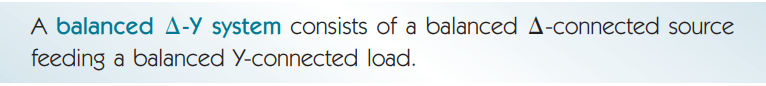 A balanced Δ-Y system consists of a balanced Δ-connected source
feeding a balanced Y-connected load.